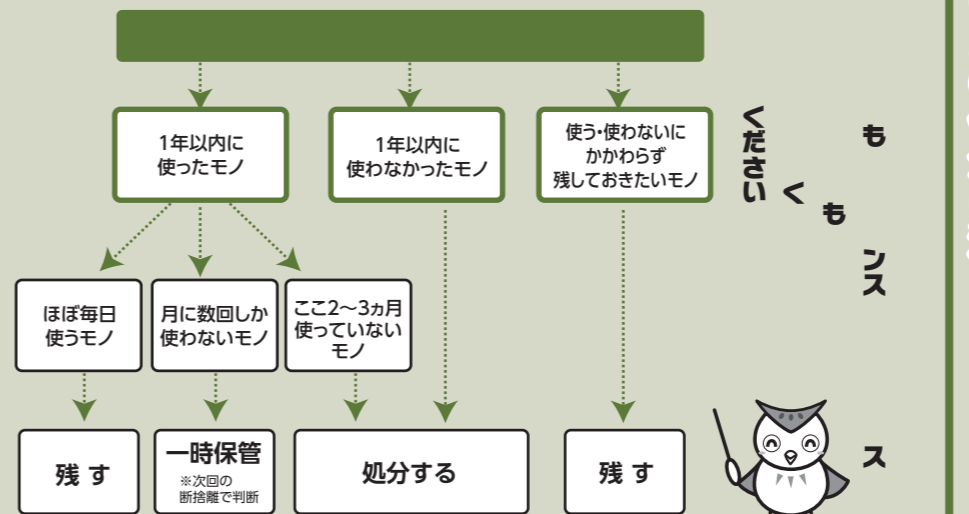 1年以内に
使ったモノ
1年以内に
使わなかったモノ
使う・使わないに
かかわらず
残しておきたいモノ
ほぼ毎日
使うモノ
月に数回しか
使わないモノ
ここ2〜3ヵ月
使っていない
モノ
残す
一時保管
※次回の
断捨離で判断
処分する
残す
も
ンス
ス
も
く
ください